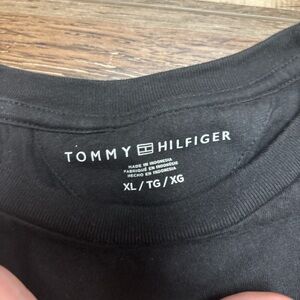 TOMMY HILFIGER
MADE IN INDONESIA
FABRIQUÉ EN INDONÉSIE
HECHO EN INDONESIA
XL / TG / XG